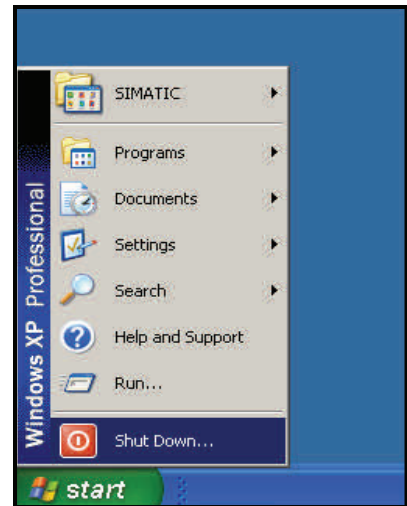 SIMATIC
Programs
Documents
Settings
Search
Help and Support
Run...
Shut Down...
Windows XP Professional
start